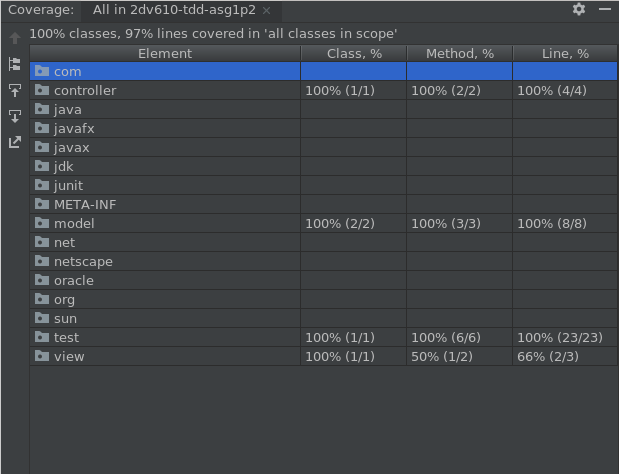 Coverage: All in 2dv610-tdd-asg1p2 ×
100% classes, 97% lines covered in 'all classes in scope'
Element Class, % Method, % Line, %
com
controller 100% (1/1) 100% (2/2) 100% (4/4)
java
javafx
javax
jdk
junit
META-INF
model 100% (2/2) 100% (3/3) 100% (8/8)
net
netscape
oracle
org
sun
test 100% (1/1) 100% (6/6) 100% (23/23)
view 100% (1/1) 50% (1/2) 66% (2/3)